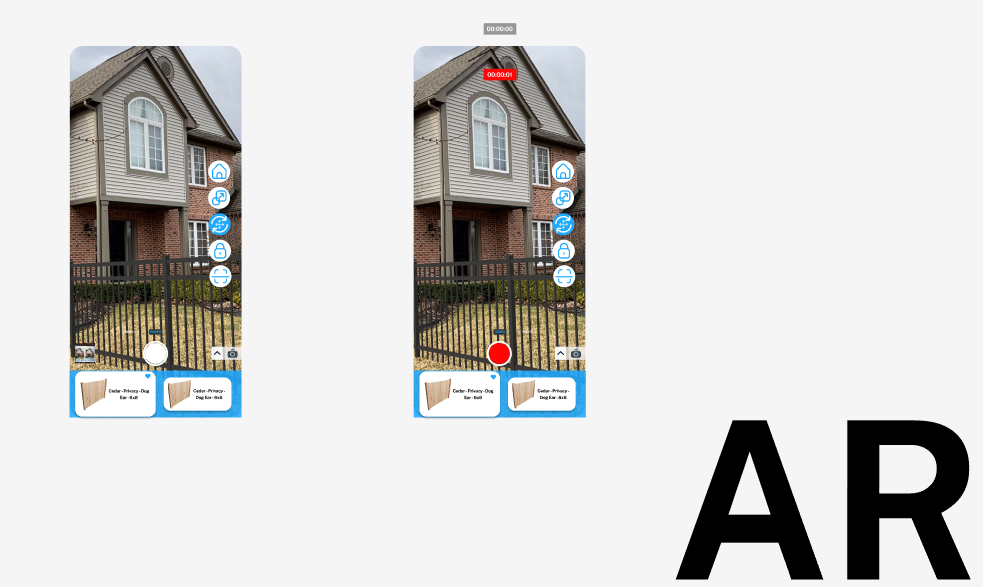 00:00:00
00:00:01
Cedar - Privacy - Dog
Ear - 6x8
Cedar - Privacy -
Dog Ear - 6x8
Cedar - Privacy - Dog
Ear - 6x8
Cedar - Privacy -
Dog Ear - 6x8
AR